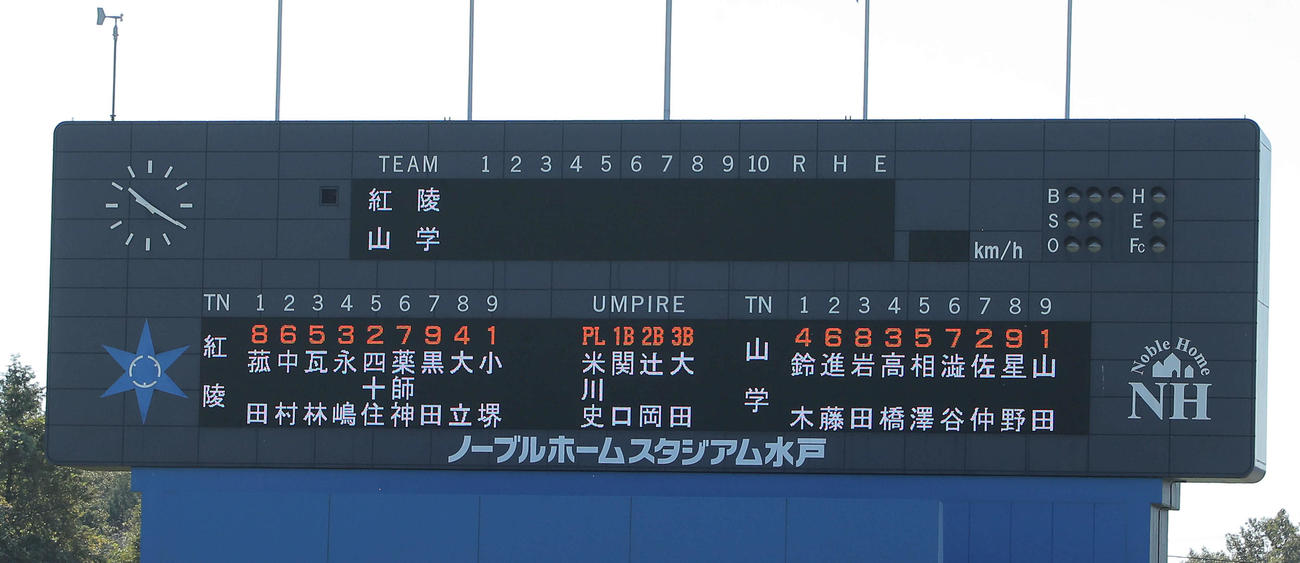 TEAM 1 2 3 4 5 6 7 8 9 10 R H E
紅 陵
山 学
B H
S E
O Fc
km/h
TN 1 2 3 4 5 6 7 8 9
紅陵
8 6 5 3 2 7 9 4 1
菰田 中村 瓦林 永嶋 四十住 薬師神 黒田 大立 小堺
UMPIRE
PL 1B 2B 3B
米川史 関口 辻岡 大田
TN 1 2 3 4 5 6 7 8 9
山学
4 6 8 3 5 7 2 9 1
鈴木 進藤 岩田 高橋 相澤 澁谷 佐仲 星野 山田
Noble Home
NH
ノーブルホームスタジアム水戸